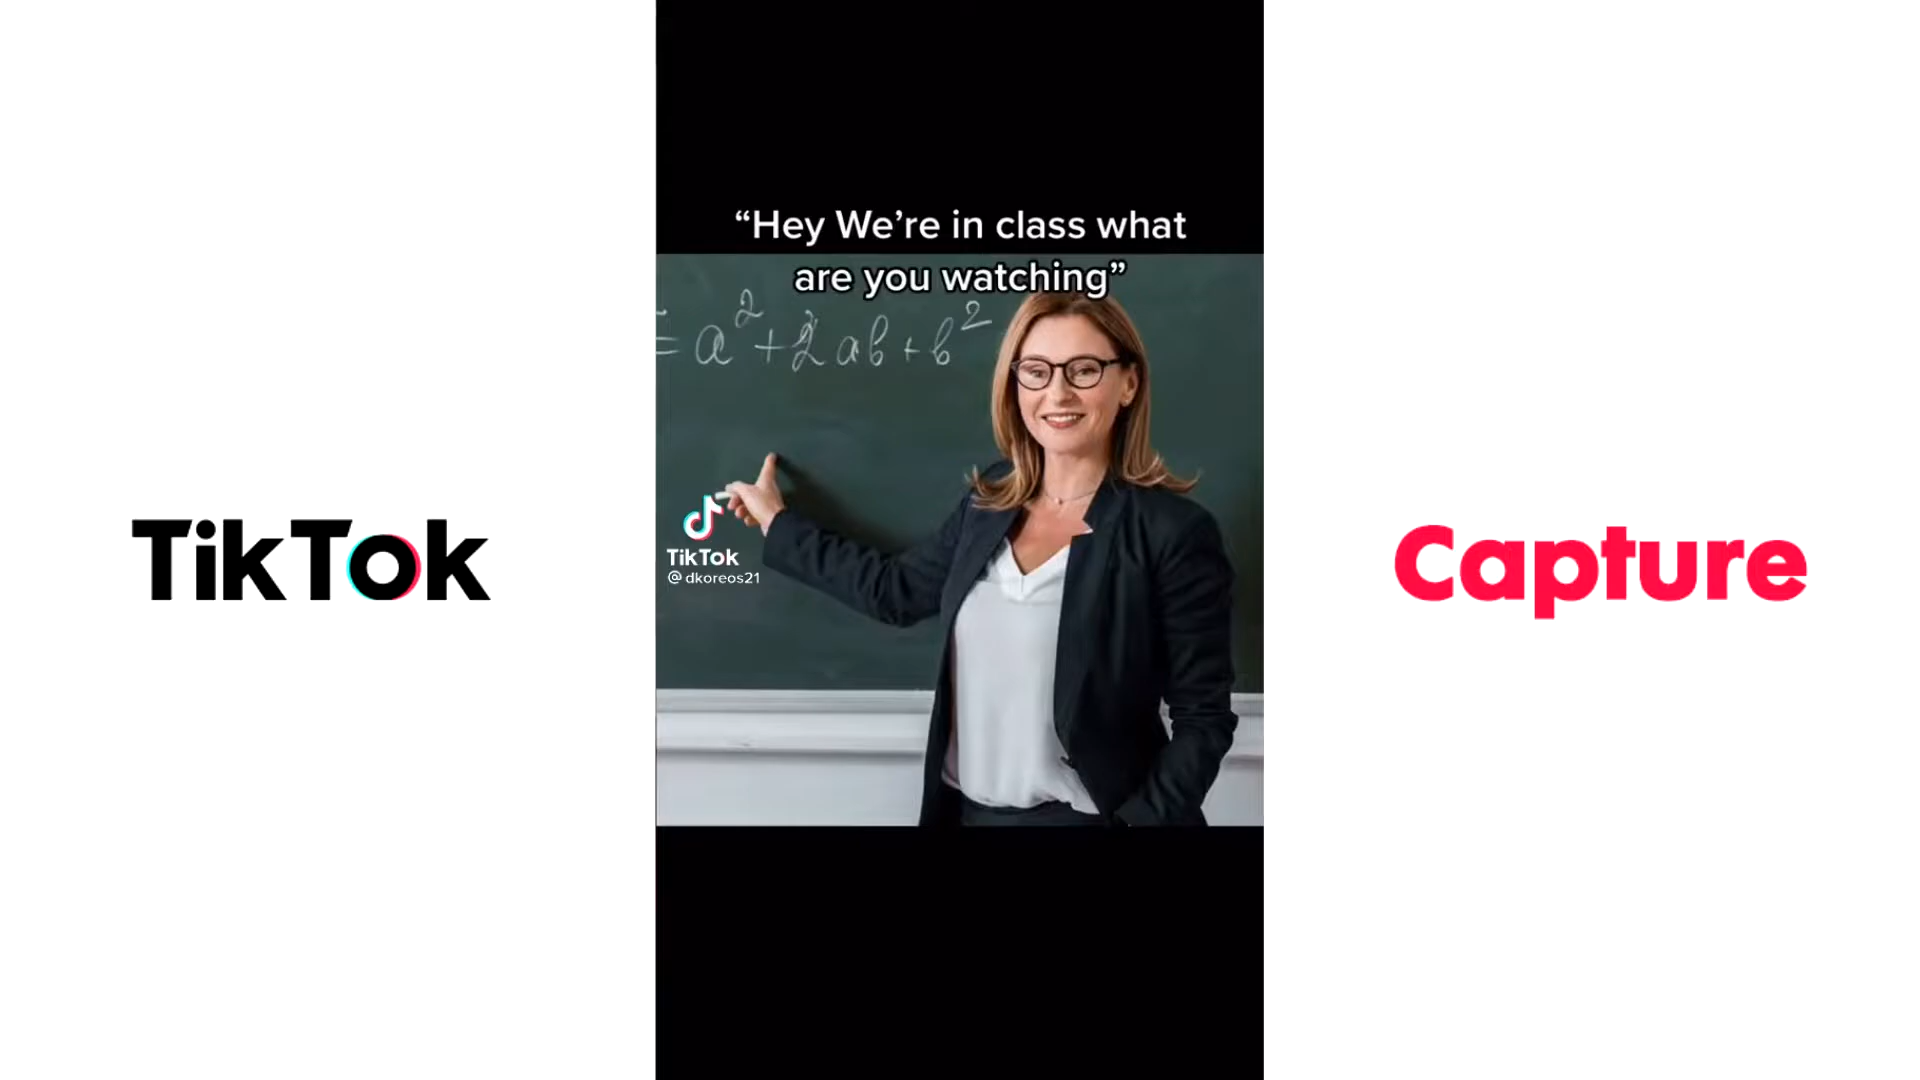 “Hey We’re in class what
are you watching”
= a² + 2ab + b²
TikTok
@dkoreos21
TikTok
Capture